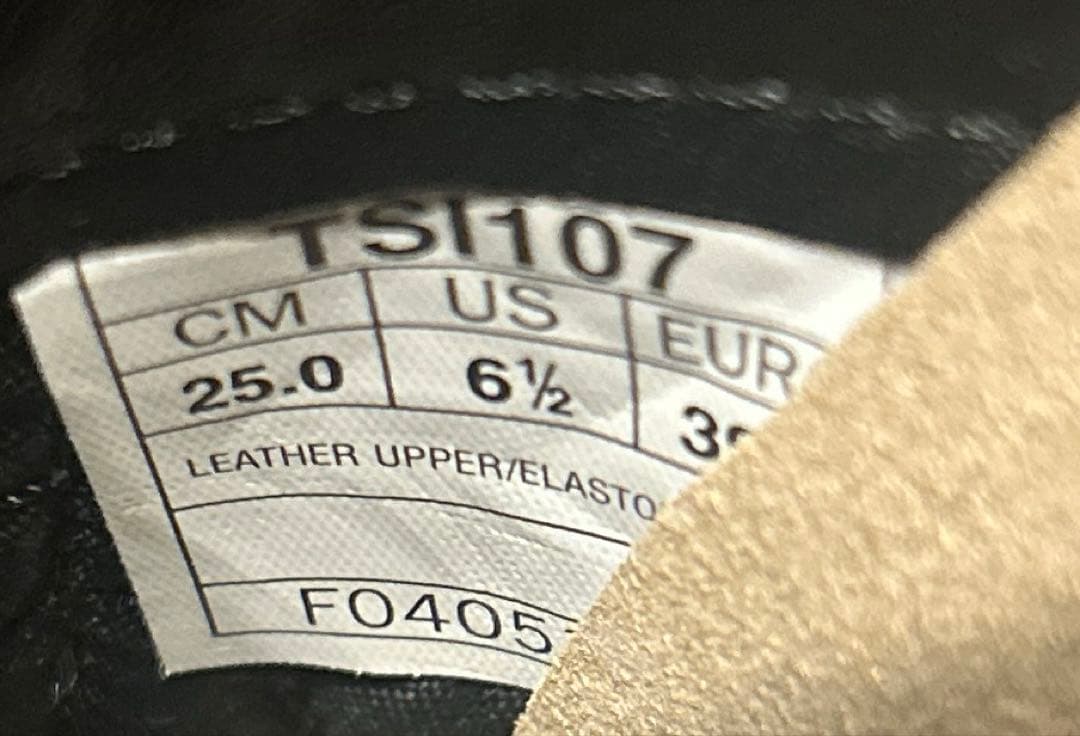 TSI107
CM US EUR
25.0 6½
LEATHER UPPER/ELASTO
F0405